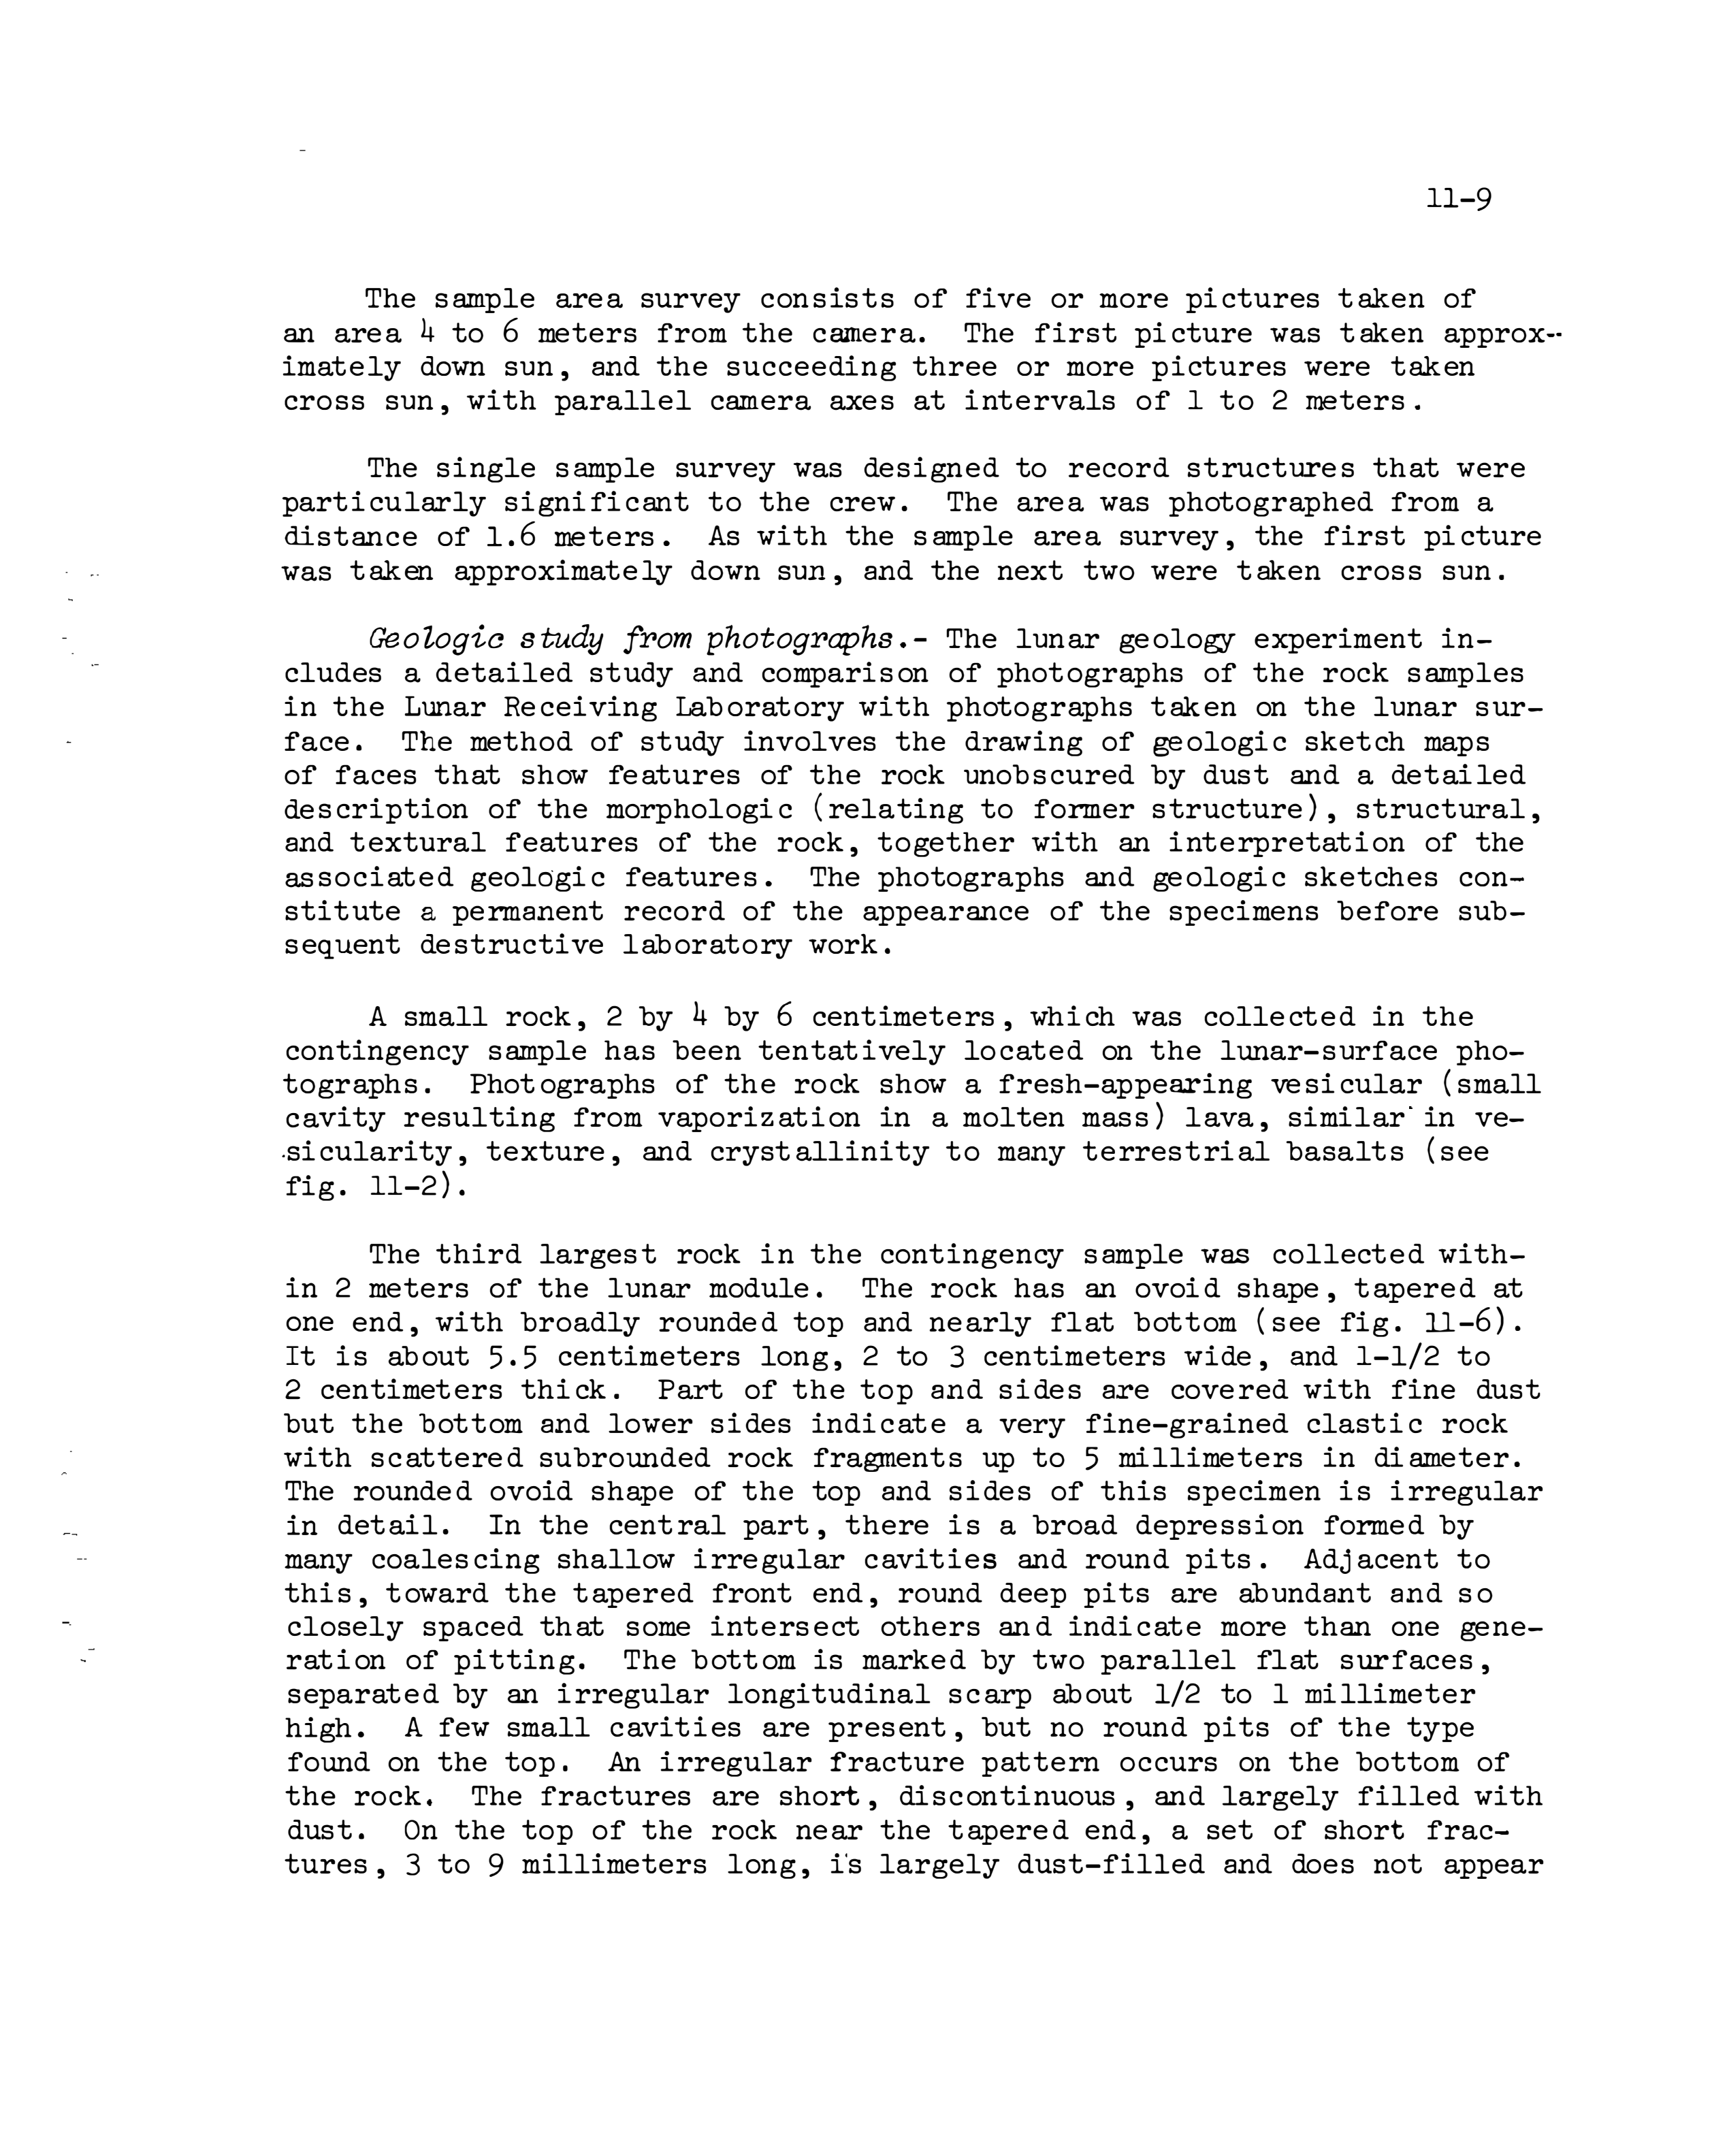 11-9
The sample area survey consists of five or more pictures taken of
an area 4 to 6 meters from the camera. The first picture was taken approx-
imately down sun, and the succeeding three or more pictures were taken
cross sun, with parallel camera axes at intervals of 1 to 2 meters.
The single sample survey was designed to record structures that were
particularly significant to the crew. The area was photographed from a
distance of 1.6 meters. As with the sample area survey, the first picture
was taken approximately down sun, and the next two were taken cross sun.
Geologic study from photographs.- The lunar geology experiment in-
cludes a detailed study and comparison of photographs of the rock samples
in the Lunar Receiving Laboratory with photographs taken on the lunar sur-
face. The method of study involves the drawing of geologic sketch maps
of faces that show features of the rock unobscured by dust and a detailed
description of the morphologic (relating to former structure), structural,
and textural features of the rock, together with an interpretation of the
associated geologic features. The photographs and geologic sketches con-
stitute a permanent record of the appearance of the specimens before sub-
sequent destructive laboratory work.
A small rock, 2 by 4 by 6 centimeters, which was collected in the
contingency sample has been tentatively located on the lunar-surface pho-
tographs. Photographs of the rock show a fresh-appearing vesicular (small
cavity resulting from vaporization in a molten mass) lava, similar in ve-
sicularity, texture, and crystallinity to many terrestrial basalts (see
fig. 11-2).
The third largest rock in the contingency sample was collected with-
in 2 meters of the lunar module. The rock has an ovoid shape, tapered at
one end, with broadly rounded top and nearly flat bottom (see fig. 11-6).
It is about 5.5 centimeters long, 2 to 3 centimeters wide, and 1-1/2 to
2 centimeters thick. Part of the top and sides are covered with fine dust
but the bottom and lower sides indicate a very fine-grained clastic rock
with scattered subrounded rock fragments up to 5 millimeters in diameter.
The rounded ovoid shape of the top and sides of this specimen is irregular
in detail. In the central part, there is a broad depression formed by
many coalescing shallow irregular cavities and round pits. Adjacent to
this, toward the tapered front end, round deep pits are abundant and so
closely spaced that some intersect others and indicate more than one gene-
ration of pitting. The bottom is marked by two parallel flat surfaces,
separated by an irregular longitudinal scarp about 1/2 to 1 millimeter
high. A few small cavities are present, but no round pits of the type
found on the top. An irregular fracture pattern occurs on the bottom of
the rock. The fractures are short, discontinuous, and largely filled with
dust. On the top of the rock near the tapered end, a set of short frac-
tures, 3 to 9 millimeters long, is largely dust-filled and does not appear